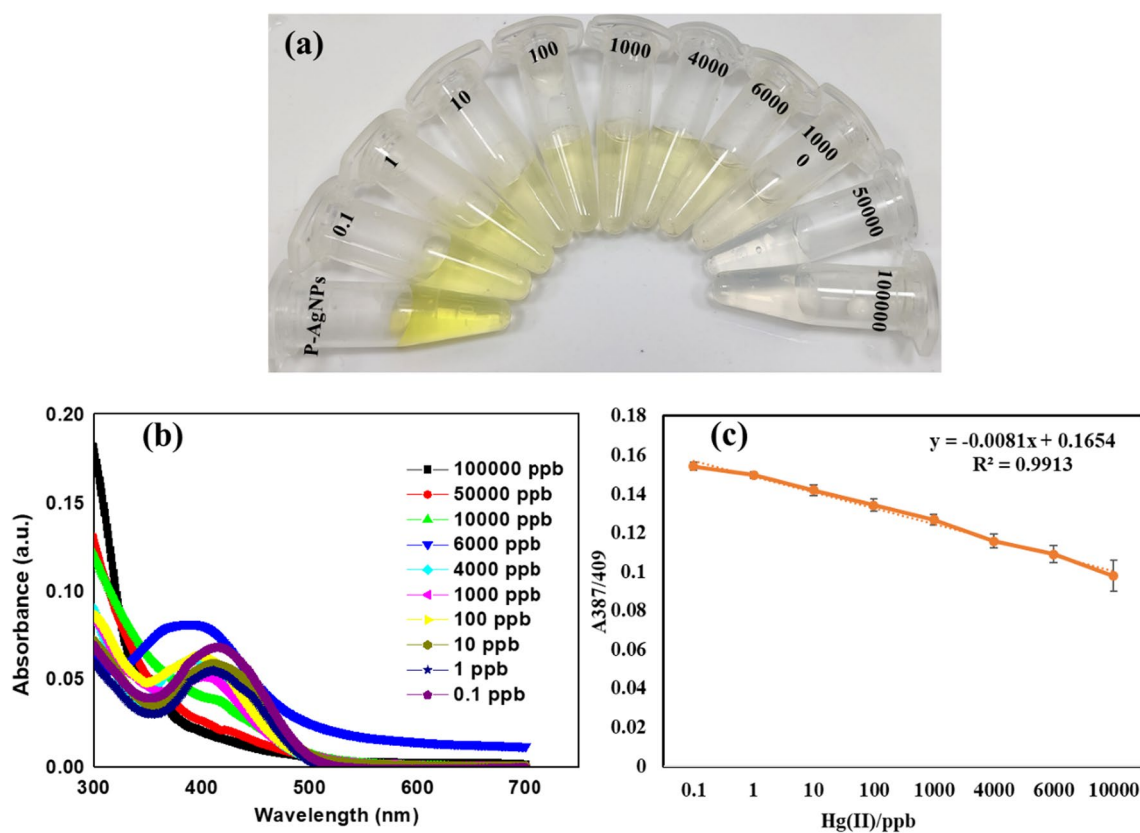 (a)
P-AgNPs
0.1
1
10
100
1000
4000
6000
1000
0
50000
100000
(b)
0.20
0.15
0.10
0.05
0.00
300
400
500
600
700
Absorbance (a.u.)
Wavelength (nm)
100000 ppb
50000 ppb
10000 ppb
6000 ppb
4000 ppb
1000 ppb
100 ppb
10 ppb
1 ppb
0.1 ppb
(c)
y = -0.0081x + 0.1654
R² = 0.9913
0.18
0.16
0.14
0.12
0.1
0.08
0.06
0.04
0.02
0
A387/409
0.1
1
10
100
1000
4000
6000
10000
Hg(II)/ppb